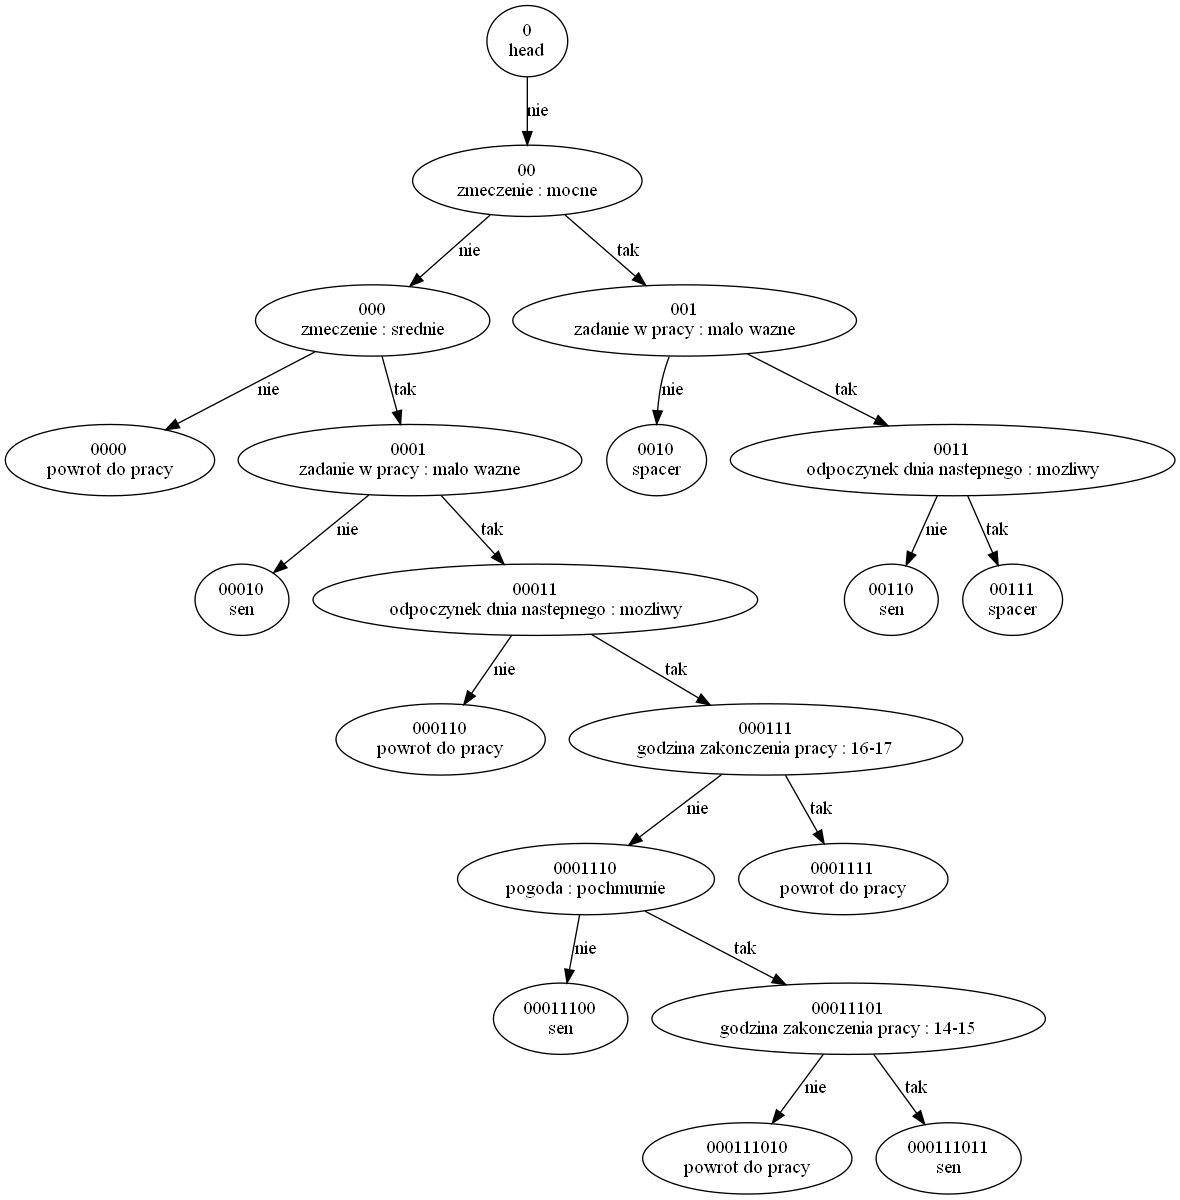 0
head
nie
00
zmeczenie : mocne
nie
tak
000
zmeczenie : srednie
001
zadanie w pracy : malo wazne
nie
tak
nie
tak
0000
powrot do pracy
0001
zadanie w pracy : malo wazne
0010
spacer
0011
odpoczynek dnia nastepnego : mozliwy
nie
tak
nie
tak
00010
sen
00011
odpoczynek dnia nastepnego : mozliwy
00110
sen
00111
spacer
nie
tak
000110
powrot do pracy
000111
godzina zakonczenia pracy : 16-17
nie
tak
0001110
pogoda : pochmurnie
0001111
powrot do pracy
nie
tak
00011100
sen
00011101
godzina zakonczenia pracy : 14-15
nie
tak
000111010
powrot do pracy
000111011
sen